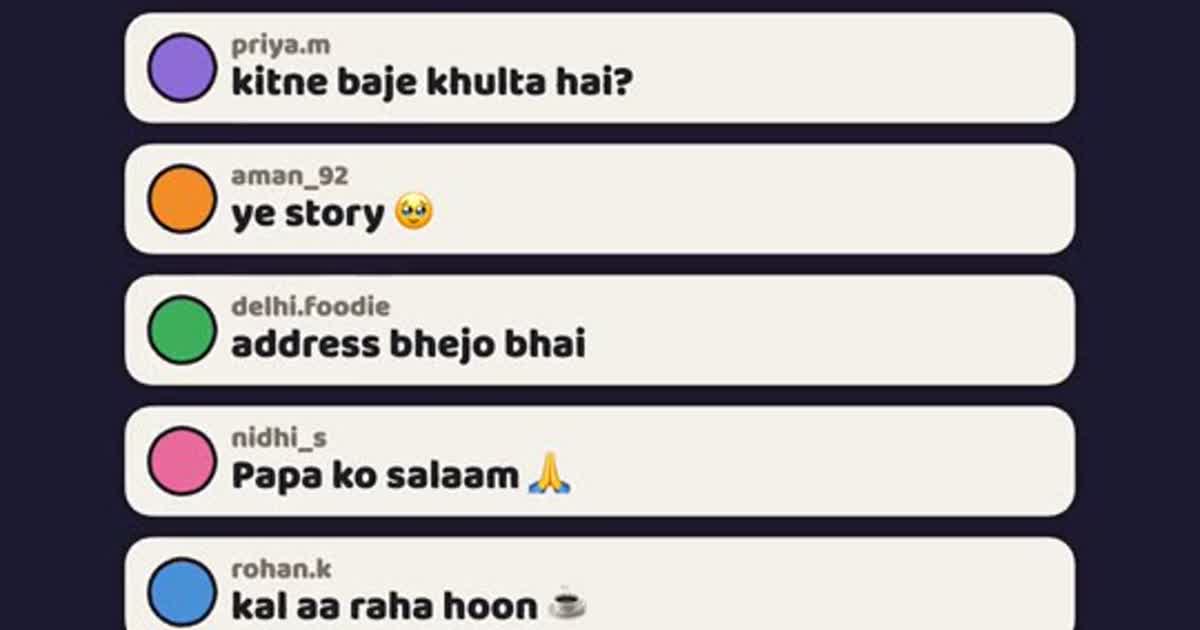 priya.m
kitne baje khulta hai?
aman_92
ye story 🥹
delhi.foodie
address bhejo bhai
nidhi_s
Papa ko salaam 🙏
rohan.k
kal aa raha hoon ☕